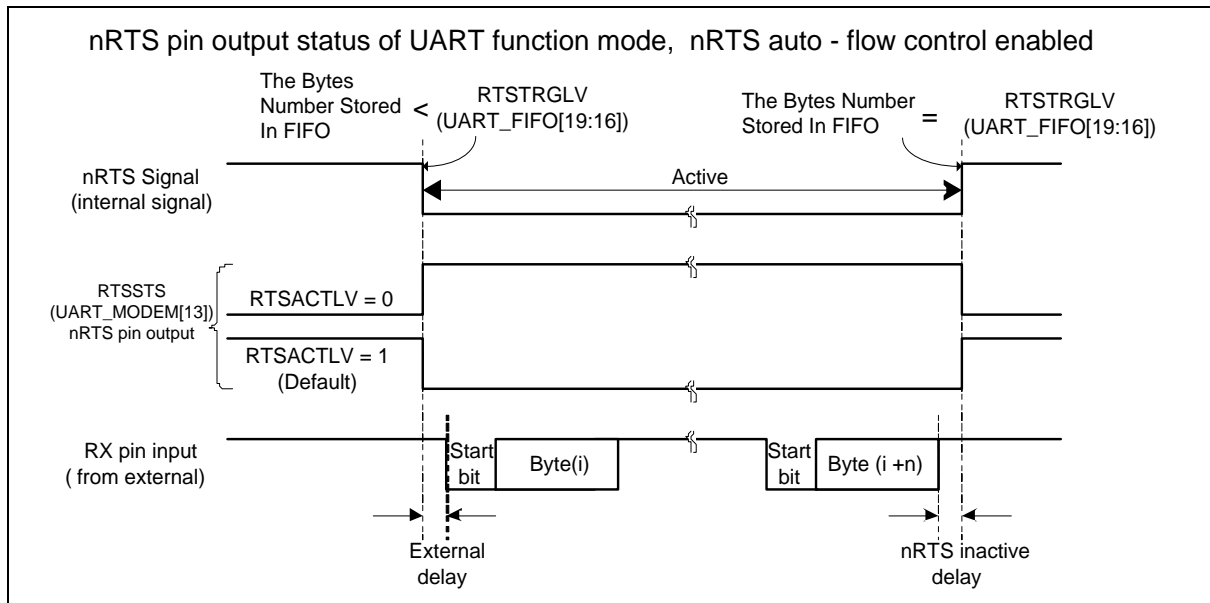 nRTS pin output status of UART function mode, nRTS auto - flow control enabled
The Bytes
Number Stored
In FIFO
<
RTSTRGLV
(UART_FIFO[19:16])
The Bytes Number
Stored In FIFO
=
RTSTRGLV
(UART_FIFO[19:16])
nRTS Signal
(internal signal)
Active
RTSSTS
(UART_MODEM[13])
nRTS pin output
RTSACTLV = 0
RTSACTLV = 1
(Default)
RX pin input
( from external)
Start
bit
Byte(i)
Start
bit
Byte (i +n)
External
delay
nRTS inactive
delay